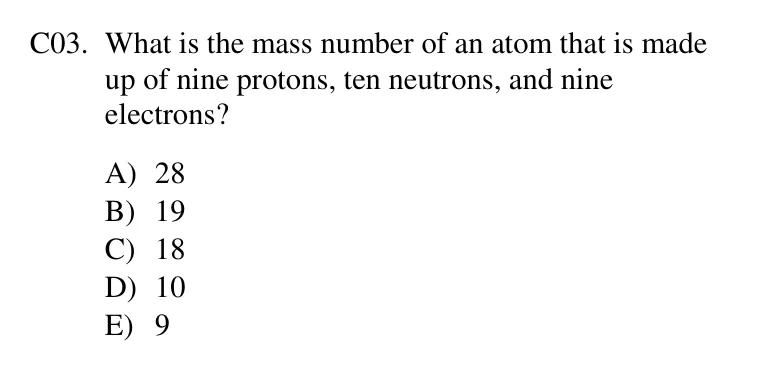 C03. What is the mass number of an atom that is made
up of nine protons, ten neutrons, and nine
electrons?
A) 28
B) 19
C) 18
D) 10
E) 9